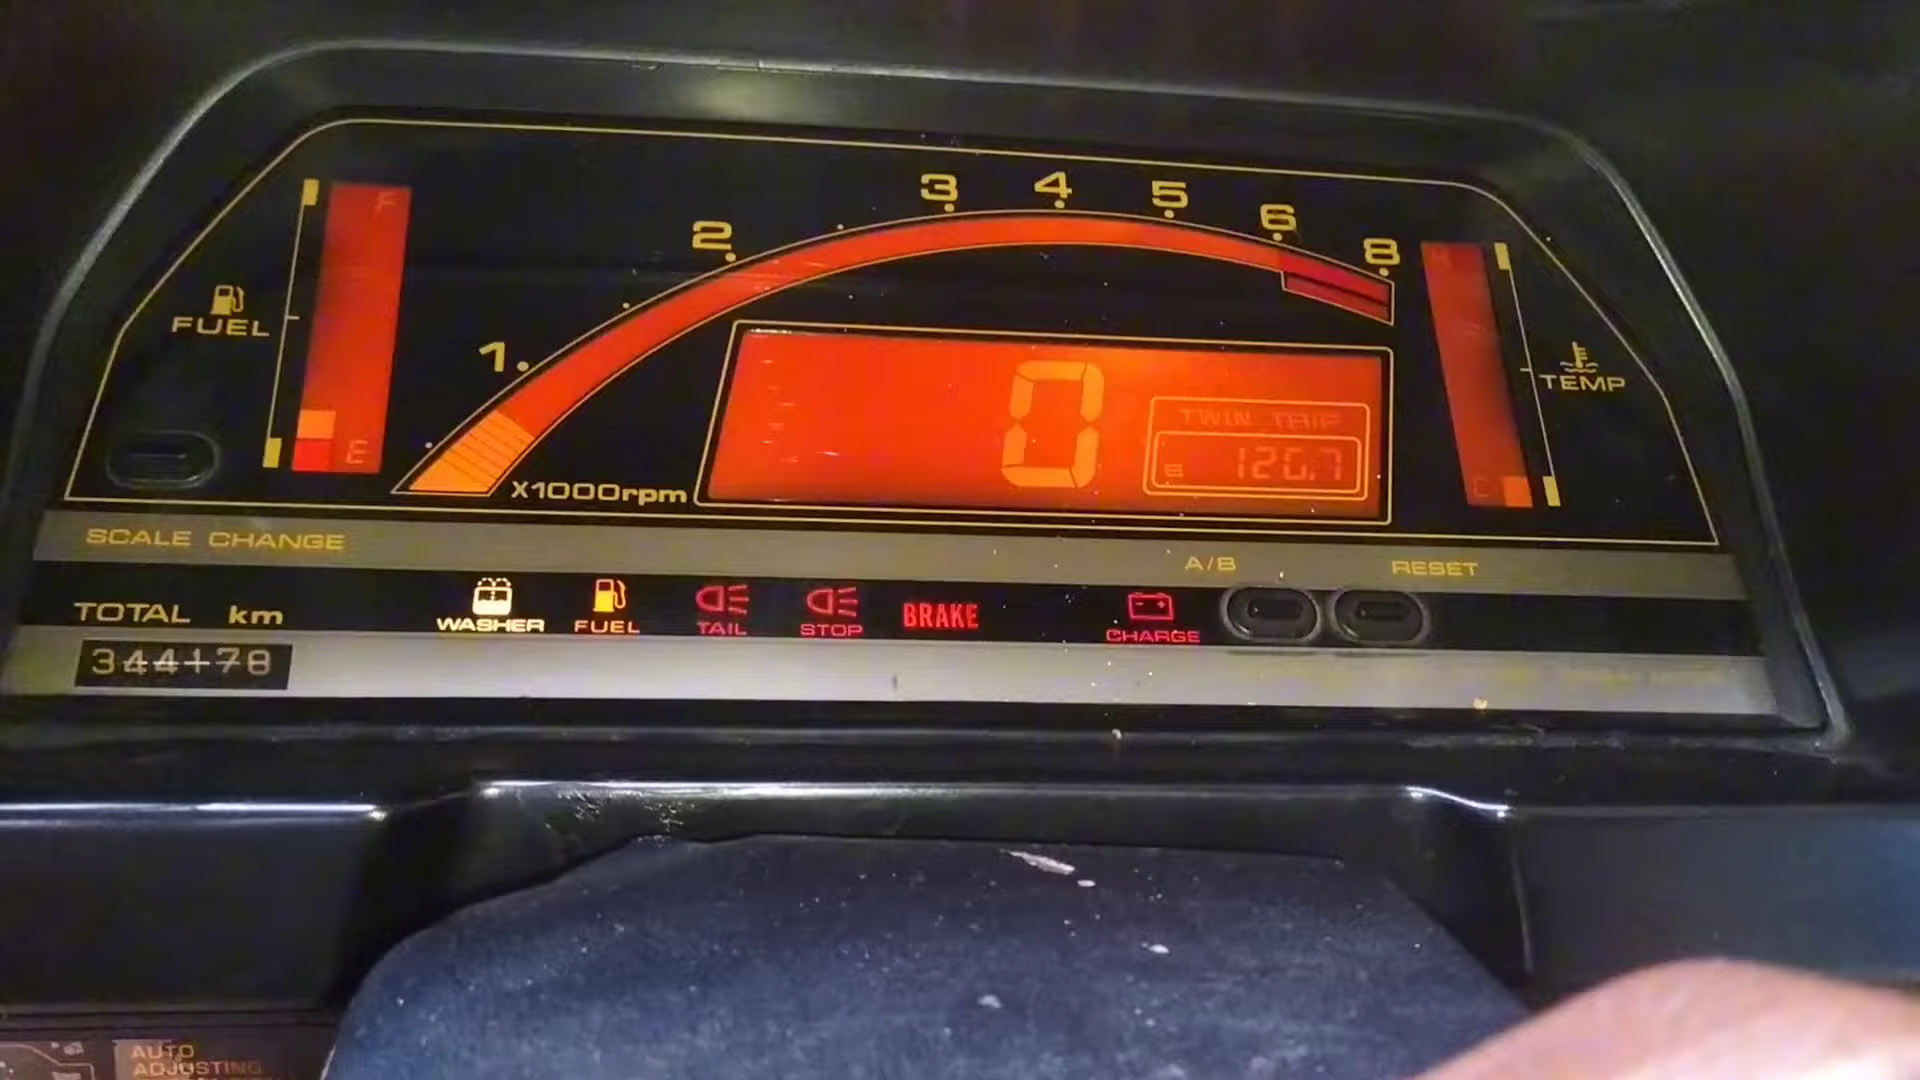 3 4 5
2 6
8
F
FUEL
1
TEMP
0
TWIN TRIP
B 120.7
E
C
X1000rpm
SCALE CHANGE
A/B RESET
TOTAL km
WASHER FUEL TAIL STOP BRAKE CHARGE
344178
AUTO
ADJUSTING